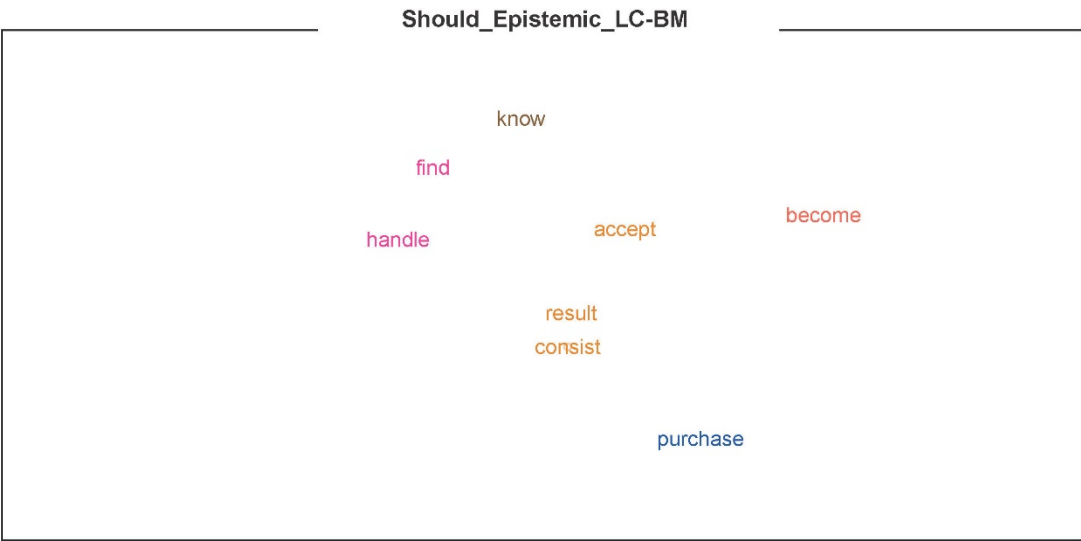 Should_Epistemic_LC-BM
know
find
become
accept
handle
result
consist
purchase